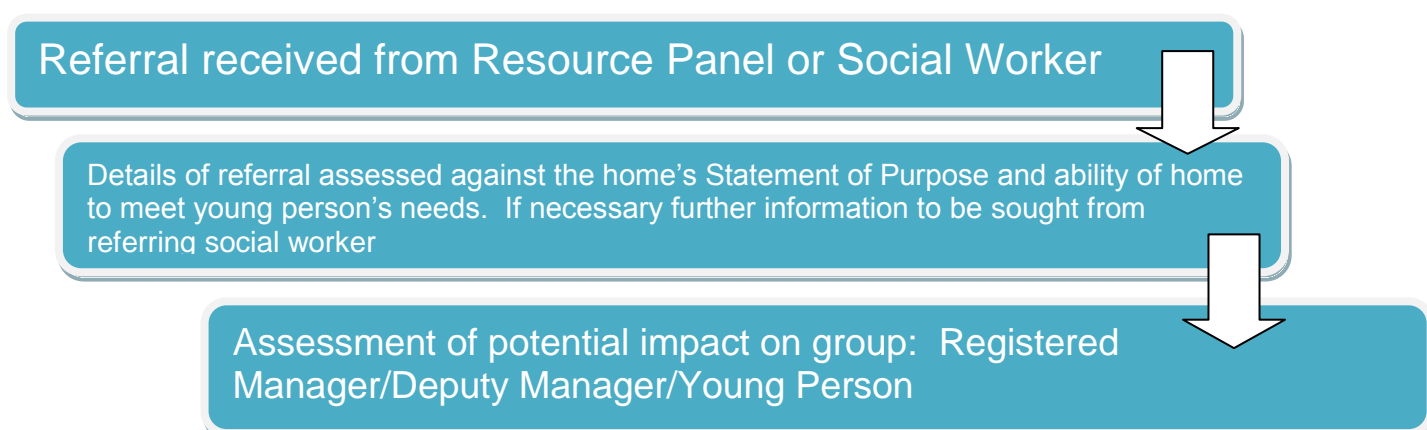 Referral received from Resource Panel or Social Worker
Details of referral assessed against the home’s Statement of Purpose and ability of home
to meet young person’s needs.  If necessary further information to be sought from
referring social worker
Assessment of potential impact on group:  Registered
Manager/Deputy Manager/Young Person